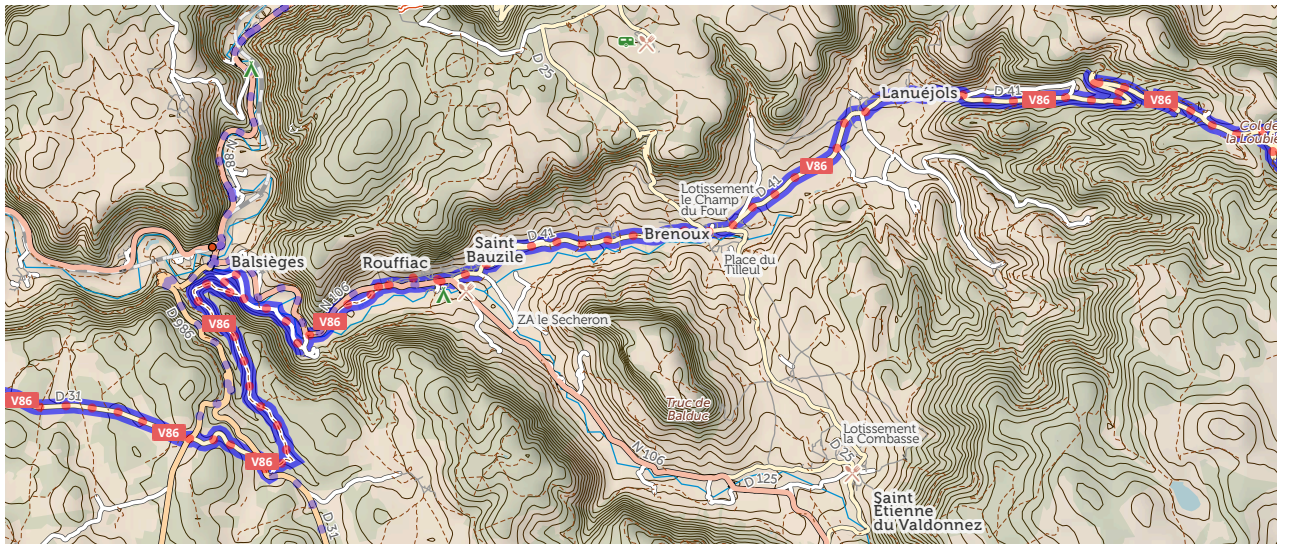 D 25
Lanuéjols
D 41
V86
V86
Col de
la Loubiè
N-88
V86
D 41
Lotissement
le Champ
du Four
Brenoux
D 41
Saint
Bauzile
Place du
Tilleul
Balsièges
Rouffiac
N 106
V86
V86
D 986
ZA le Secheron
V86
D 31
Truc de
Balduc
V86
Lotissement
la Combasse
D 25
N-106
V86
D 125
Saint
Étienne
du Valdonnez
D 31